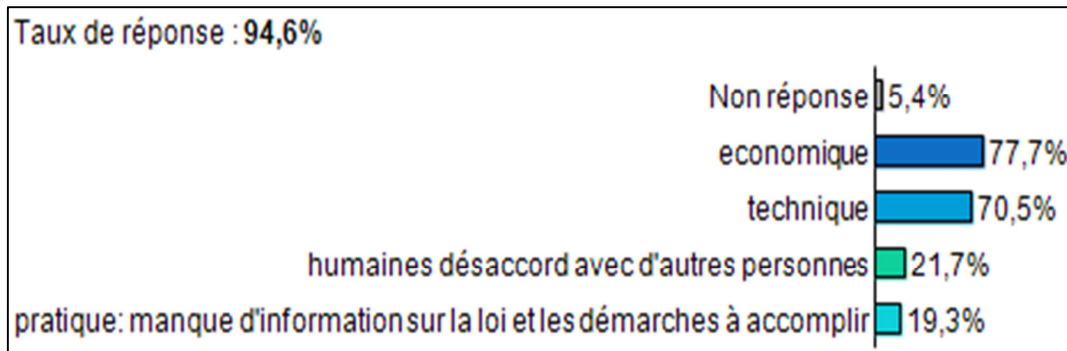 Taux de réponse : 94,6%
Non réponse 5,4%
economique 77,7%
technique 70,5%
humaines désaccord avec d'autres personnes 21,7%
pratique: manque d'information sur la loi et les démarches à accomplir 19,3%